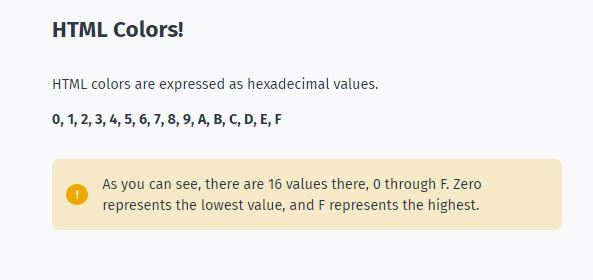 HTML Colors!
HTML colors are expressed as hexadecimal values.
0, 1, 2, 3, 4, 5, 6, 7, 8, 9, A, B, C, D, E, F
!
As you can see, there are 16 values there, 0 through F. Zero
represents the lowest value, and F represents the highest.